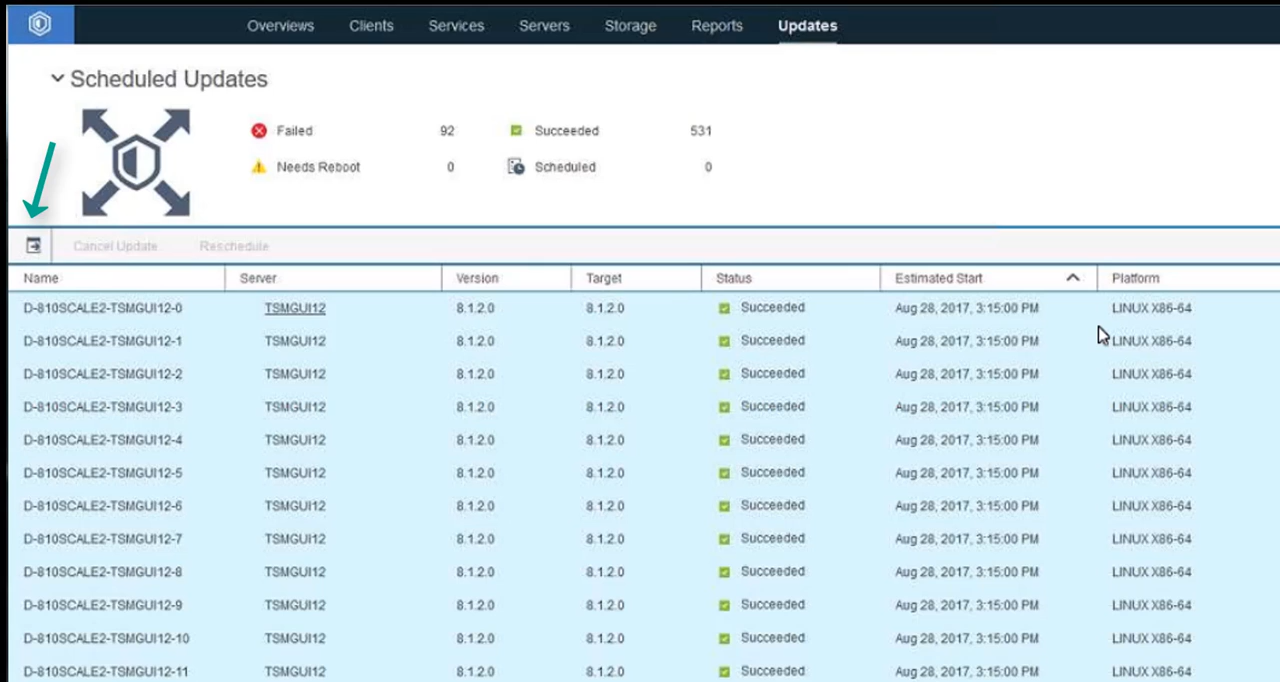 Overviews Clients Services Servers Storage Reports Updates
Scheduled Updates
Failed 92 Succeeded 531
Needs Reboot 0 Scheduled 0
Cancel Update Reschedule
Name Server Version Target Status Estimated Start Platform
D-810SCALE2-TSMGUI12-0 TSMGUI12 8.1.2.0 8.1.2.0 Succeeded Aug 28, 2017, 3:15:00 PM LINUX X86-64
D-810SCALE2-TSMGUI12-1 TSMGUI12 8.1.2.0 8.1.2.0 Succeeded Aug 28, 2017, 3:15:00 PM LINUX X86-64
D-810SCALE2-TSMGUI12-2 TSMGUI12 8.1.2.0 8.1.2.0 Succeeded Aug 28, 2017, 3:15:00 PM LINUX X86-64
D-810SCALE2-TSMGUI12-3 TSMGUI12 8.1.2.0 8.1.2.0 Succeeded Aug 28, 2017, 3:15:00 PM LINUX X86-64
D-810SCALE2-TSMGUI12-4 TSMGUI12 8.1.2.0 8.1.2.0 Succeeded Aug 28, 2017, 3:15:00 PM LINUX X86-64
D-810SCALE2-TSMGUI12-5 TSMGUI12 8.1.2.0 8.1.2.0 Succeeded Aug 28, 2017, 3:15:00 PM LINUX X86-64
D-810SCALE2-TSMGUI12-6 TSMGUI12 8.1.2.0 8.1.2.0 Succeeded Aug 28, 2017, 3:15:00 PM LINUX X86-64
D-810SCALE2-TSMGUI12-7 TSMGUI12 8.1.2.0 8.1.2.0 Succeeded Aug 28, 2017, 3:15:00 PM LINUX X86-64
D-810SCALE2-TSMGUI12-8 TSMGUI12 8.1.2.0 8.1.2.0 Succeeded Aug 28, 2017, 3:15:00 PM LINUX X86-64
D-810SCALE2-TSMGUI12-9 TSMGUI12 8.1.2.0 8.1.2.0 Succeeded Aug 28, 2017, 3:15:00 PM LINUX X86-64
D-810SCALE2-TSMGUI12-10 TSMGUI12 8.1.2.0 8.1.2.0 Succeeded Aug 28, 2017, 3:15:00 PM LINUX X86-64
D-810SCALE2-TSMGUI12-11 TSMGUI12 8.1.2.0 8.1.2.0 Succeeded Aug 28, 2017, 3:15:00 PM LINUX X86-64